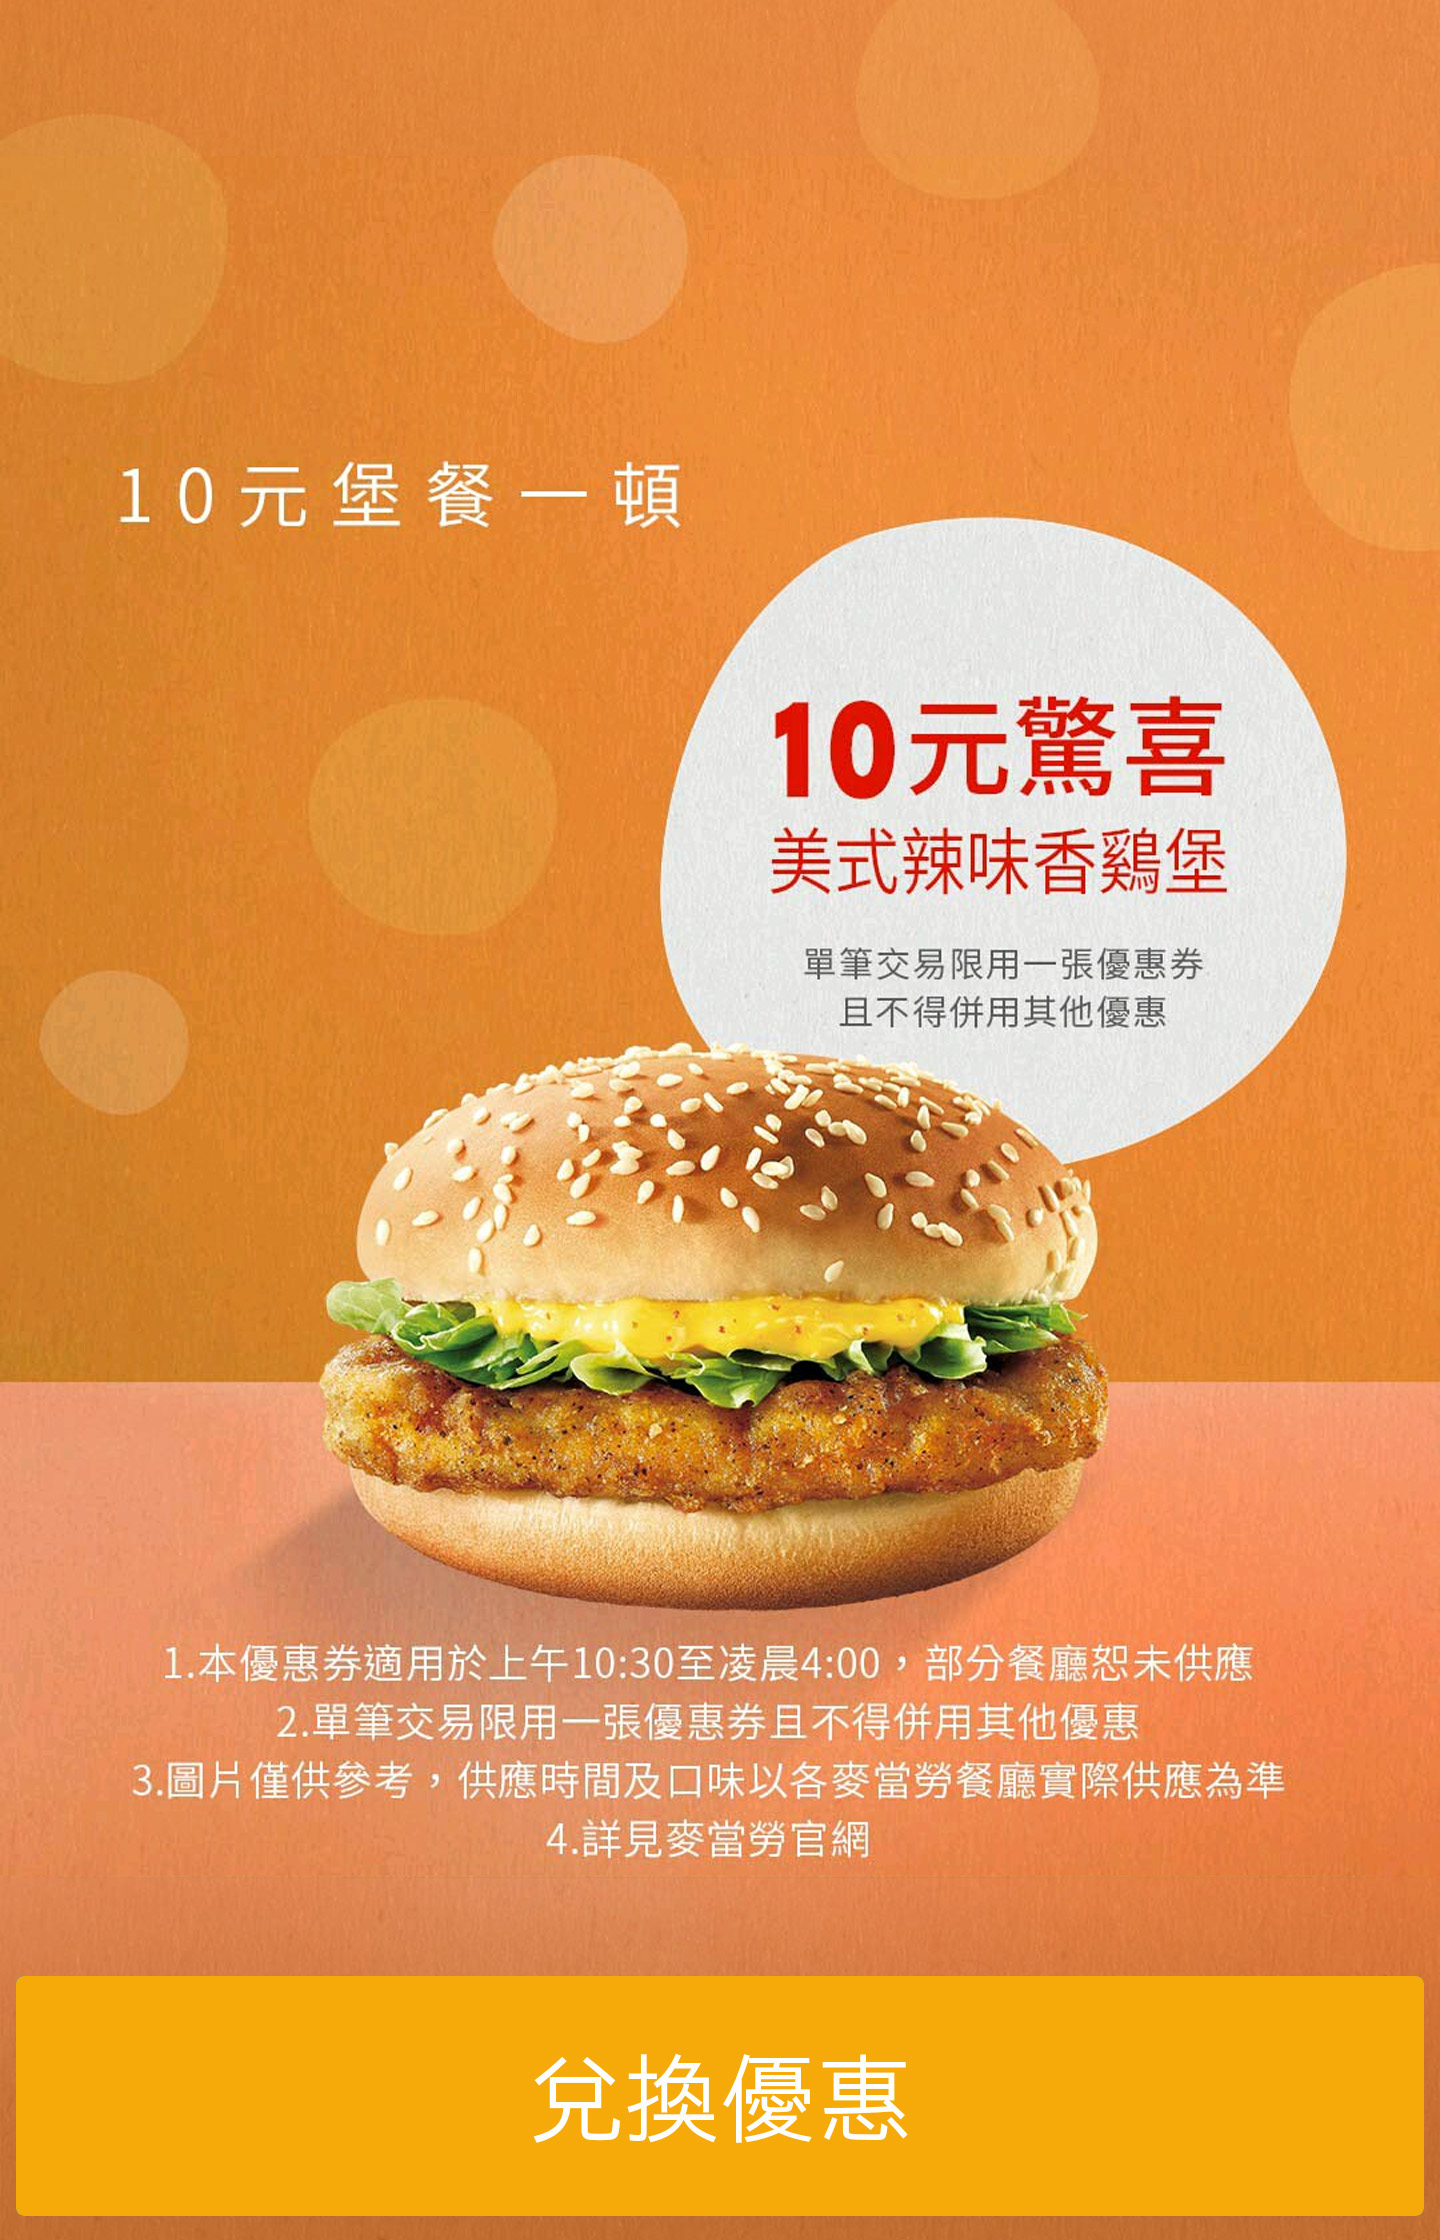 10元堡餐一頓
10元驚喜
美式辣味香鷄堡
單筆交易限用一張優惠券
且不得併用其他優惠
1.本優惠券適用於上午10:30至凌晨4:00，部分餐廳恕未供應
2.單筆交易限用一張優惠券且不得併用其他優惠
3.圖片僅供參考，供應時間及口味以各麥當勞餐廳實際供應為準
4.詳見麥當勞官網
兌換優惠